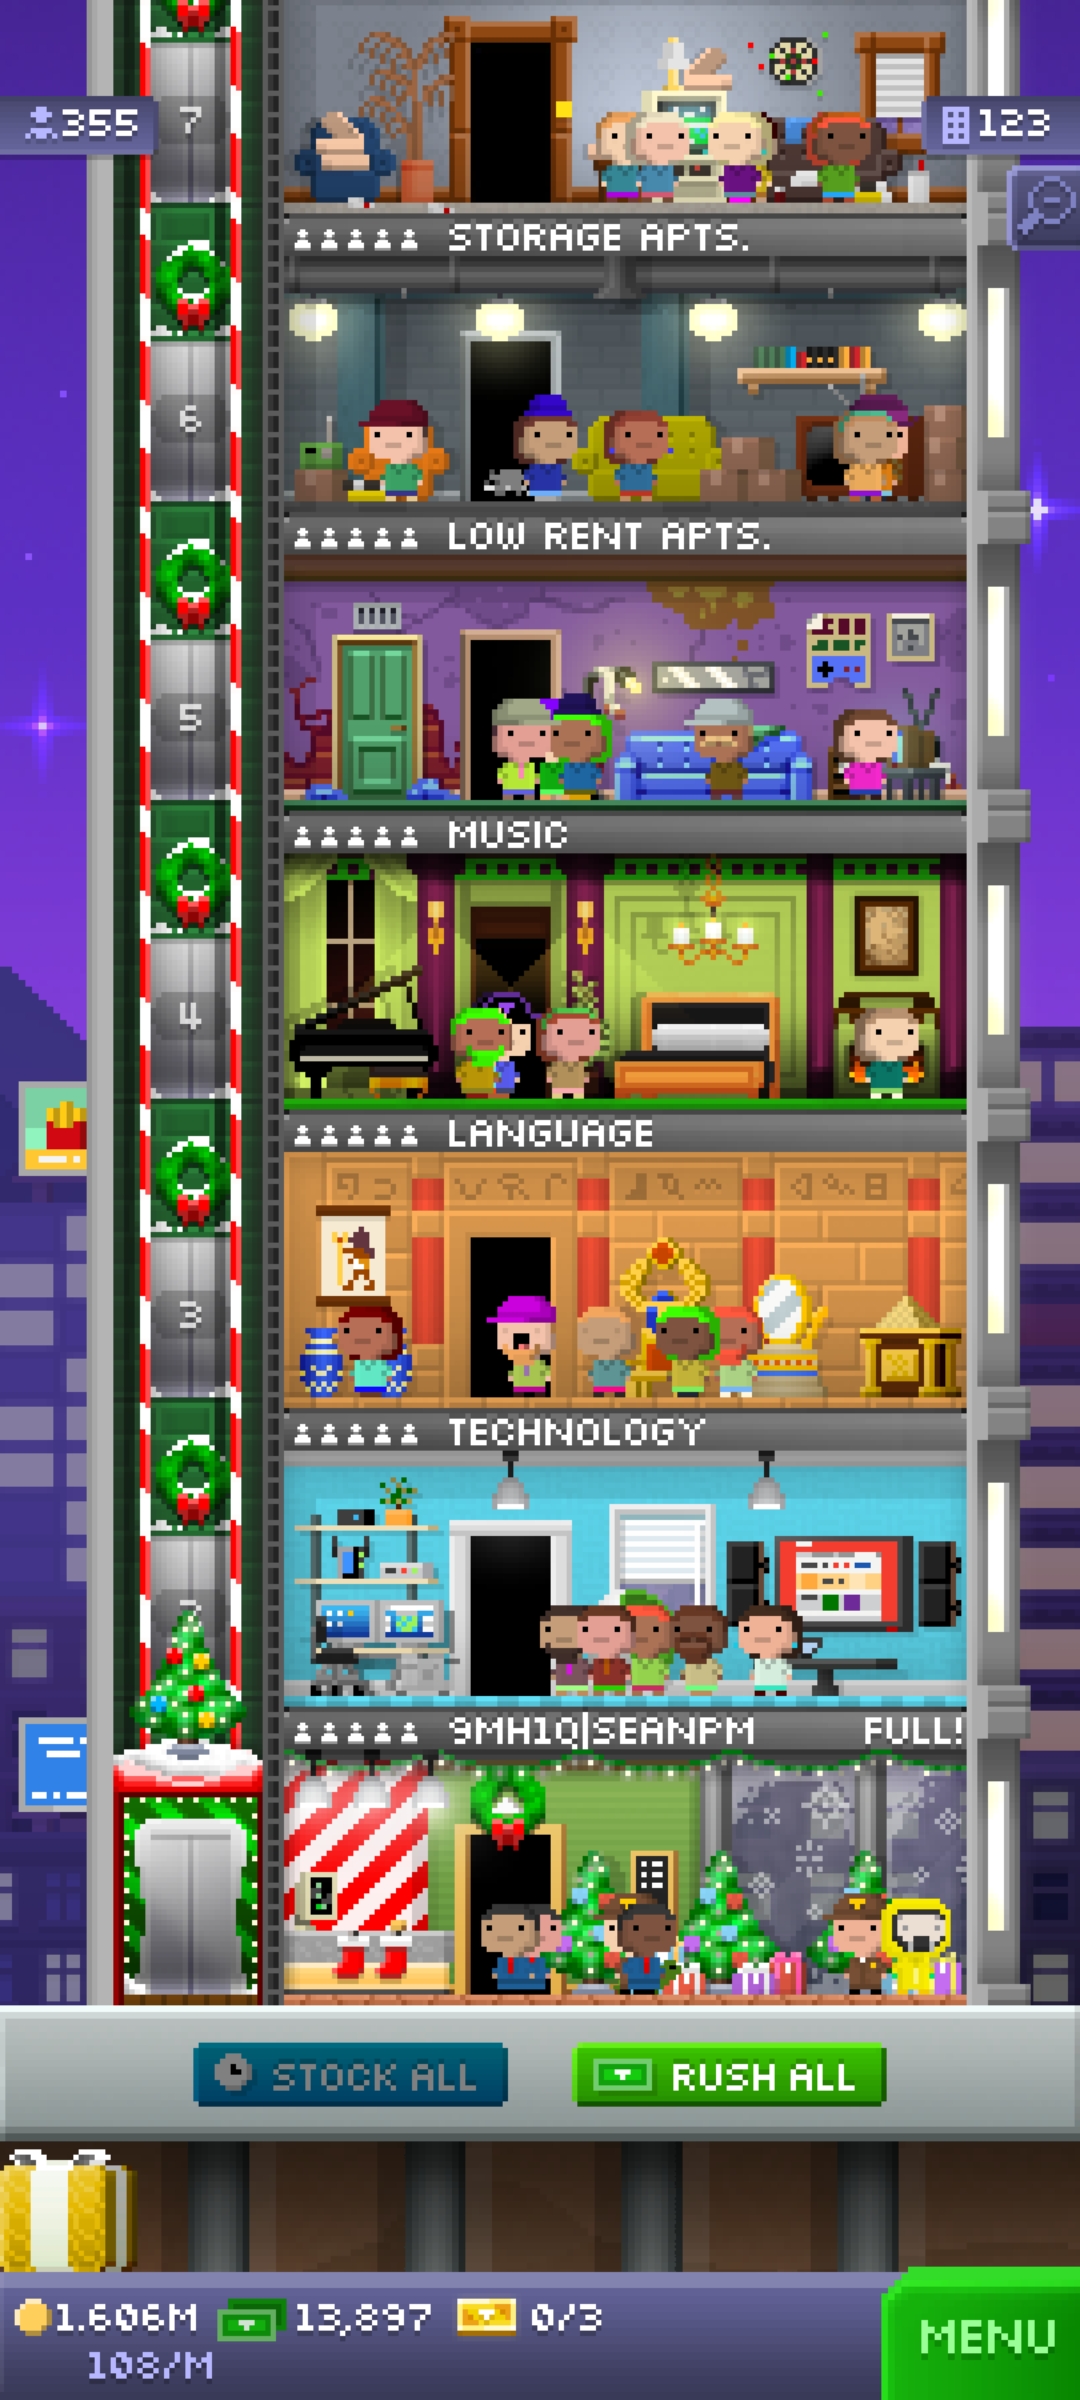 7
355
123
STORAGE APTS.
6
LOW RENT APTS.
5
MUSIC
4
LANGUAGE
3
TECHNOLOGY
9MH1Q|SEANPM FULL!
STOCK ALL
RUSH ALL
1.606M 13,897 0/3
108/M
MENU